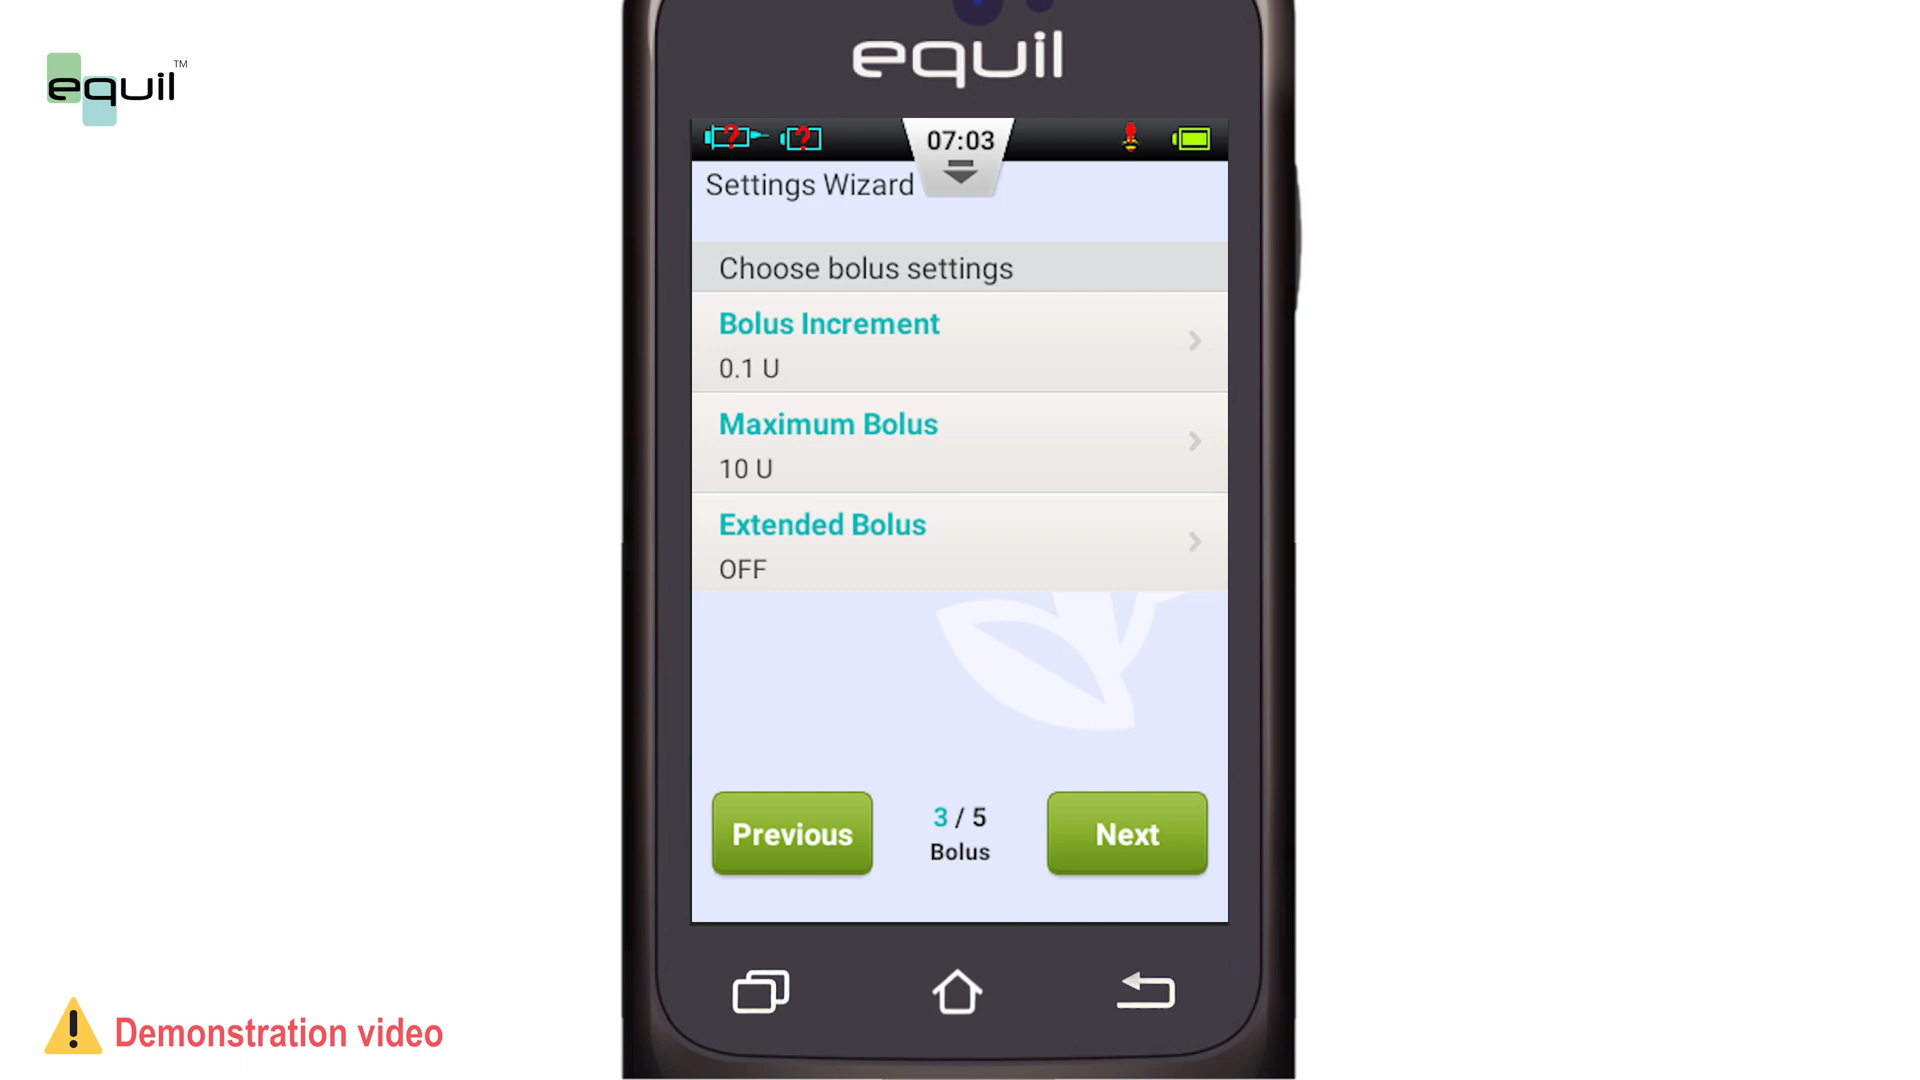 equil™
equil
07:03
Settings Wizard
Choose bolus settings
Bolus Increment
0.1 U
Maximum Bolus
10 U
Extended Bolus
OFF
Previous
3 / 5
Bolus
Next
Demonstration video